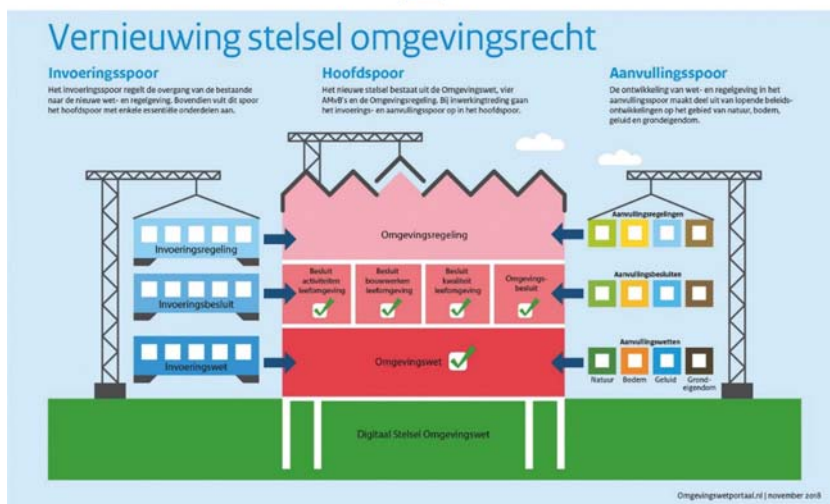 Vernieuwing stelsel omgevingsrecht
Invoeringsspoor
Het invoeringsspoor regelt de overgang van de bestaande
naar de nieuwe wet- en regelgeving. Bovendien vult dit spoor
het hoofdspoor met enkele essentiële onderdelen aan.
Hoofdspoor
Het nieuwe stelsel bestaat uit de Omgevingswet, vier
AMvB's en de Omgevingsregeling. Bij inwerkingtreding gaan
het invoerings- en aanvullingsspoor op in het hoofdspoor.
Aanvullingsspoor
De ontwikkeling van wet- en regelgeving in het
aanvullingsspoor maakt deel uit van lopende beleids-
ontwikkelingen op het gebied van natuur, bodem,
geluid en grondeigendom.
Invoeringsregeling
Omgevingsregeling
Aanvullingsregelingen
Invoeringsbesluit
Besluit
activiteiten
leefomgeving
Besluit
bouwwerken
leefomgeving
Besluit
kwaliteit
leefomgeving
Omgevings-
besluit
Aanvullingsbesluiten
Invoeringswet
Omgevingswet
Aanvullingswetten
Natuur
Bodem
Geluid
Grond-
eigendom
Digitaal Stelsel Omgevingswet
Omgevingswetportaal.nl | november 2018